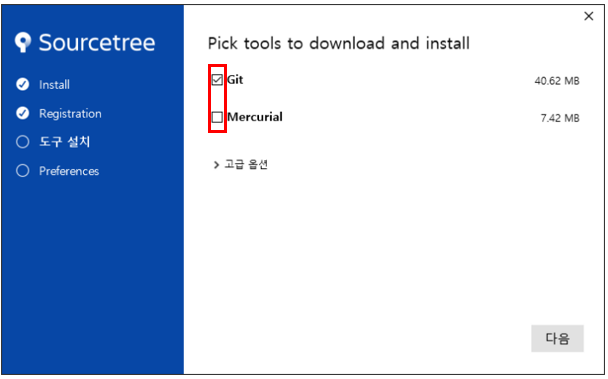 Sourcetree
Install
Registration
도구 설치
Preferences
Pick tools to download and install
Git 40.62 MB
Mercurial 7.42 MB
고급 옵션
다음